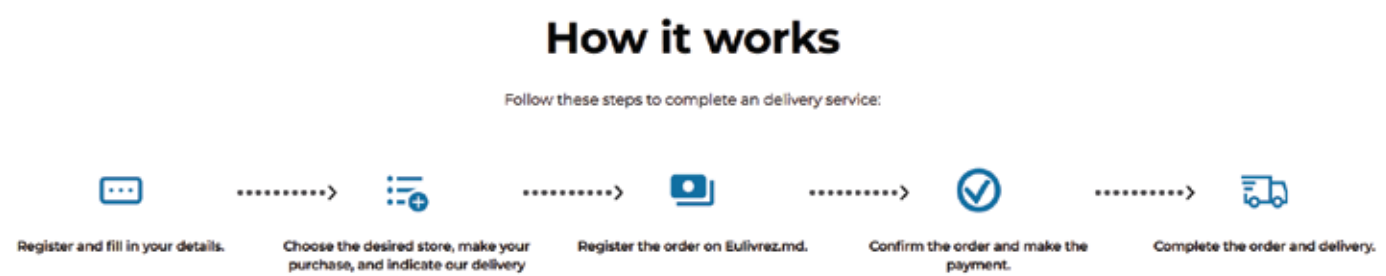 How it works
Follow these steps to complete an delivery service:
Register and fill in your details.
Choose the desired store, make your
purchase, and indicate our delivery
Register the order on Eulivrez.md.
Confirm the order and make the
payment.
Complete the order and delivery.